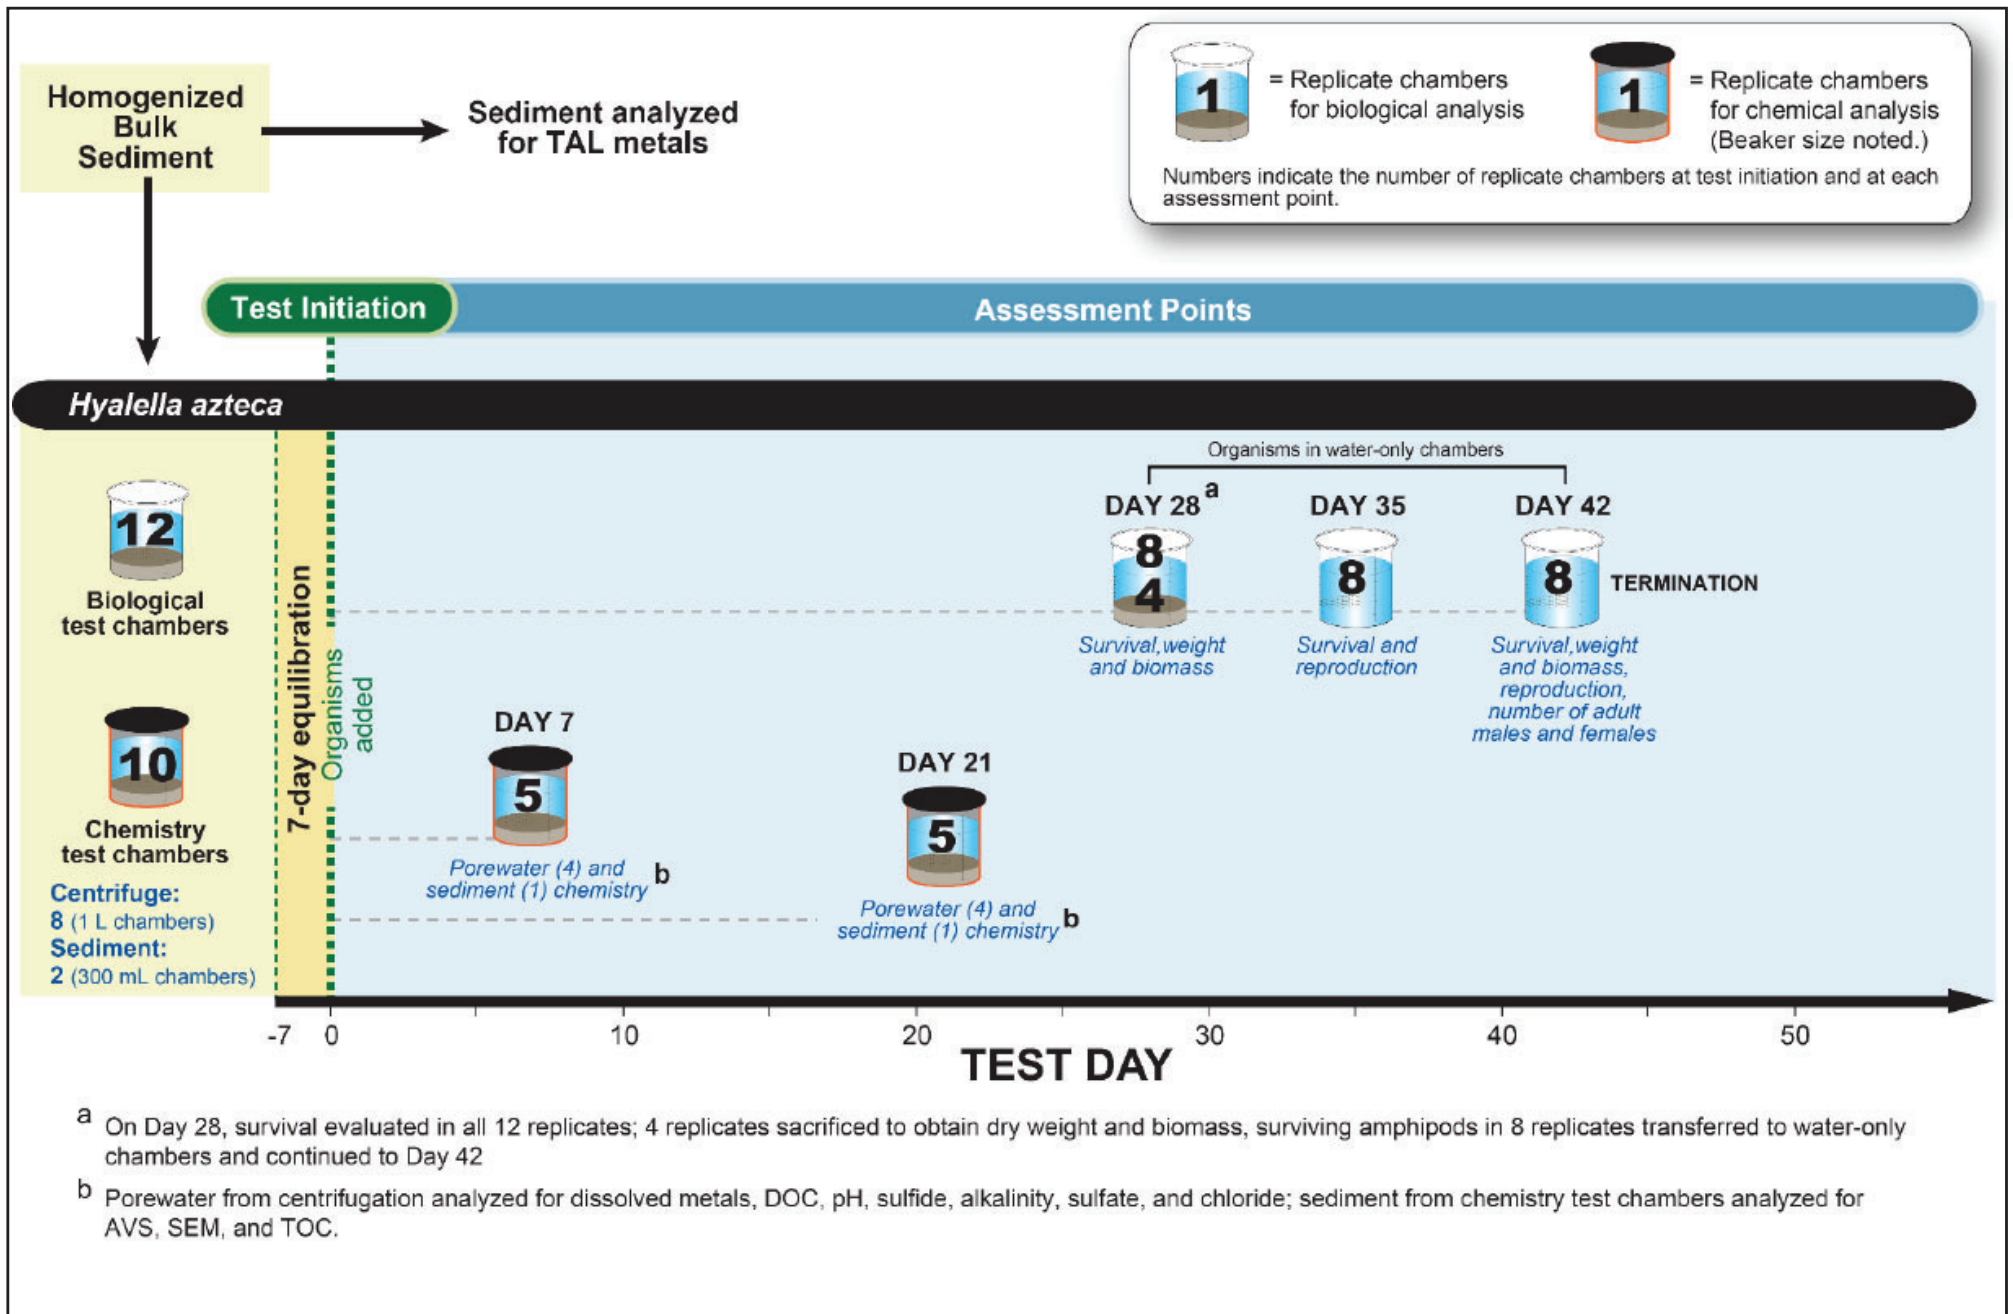 Homogenized
Bulk
Sediment
Sediment analyzed
for TAL metals
1
= Replicate chambers
for biological analysis
1
= Replicate chambers
for chemical analysis
(Beaker size noted.)
Numbers indicate the number of replicate chambers at test initiation and at each
assessment point.
Test Initiation
Assessment Points
Hyalella azteca
12
Biological
test chambers
10
Chemistry
test chambers
Centrifuge:
8 (1 L chambers)
Sediment:
2 (300 mL chambers)
7-day equilibration
Organisms
added
DAY 7
5
Porewater (4) and
sediment (1) chemistry b
DAY 21
5
Porewater (4) and
sediment (1) chemistry b
Organisms in water-only chambers
DAY 28 a
8
4
Survival,weight
and biomass
DAY 35
8
Survival and
reproduction
DAY 42
8
TERMINATION
Survival,weight
and biomass,
reproduction,
number of adult
males and females
-7 0 10 20 30 40 50
TEST DAY
a On Day 28, survival evaluated in all 12 replicates; 4 replicates sacrificed to obtain dry weight and biomass, surviving amphipods in 8 replicates transferred to water-only
chambers and continued to Day 42
b Porewater from centrifugation analyzed for dissolved metals, DOC, pH, sulfide, alkalinity, sulfate, and chloride; sediment from chemistry test chambers analyzed for
AVS, SEM, and TOC.